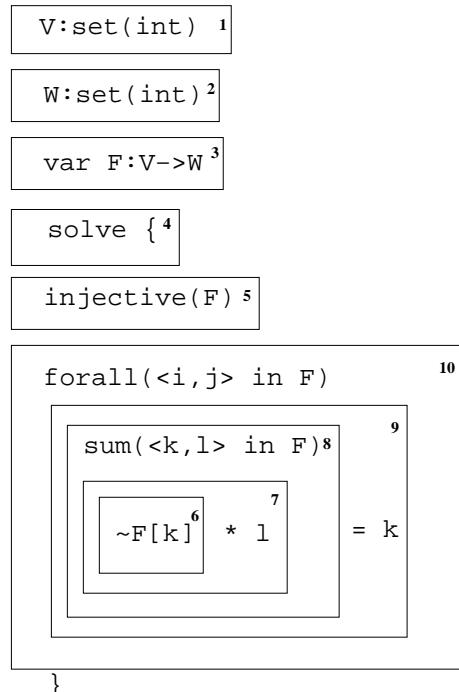 V:set(int) 1
W:set(int) 2
var F:V->W 3
solve { 4
injective(F) 5
10
forall(<i,j> in F)
9
sum(<k,l> in F) 8
6 7
~F[k] * l = k
}